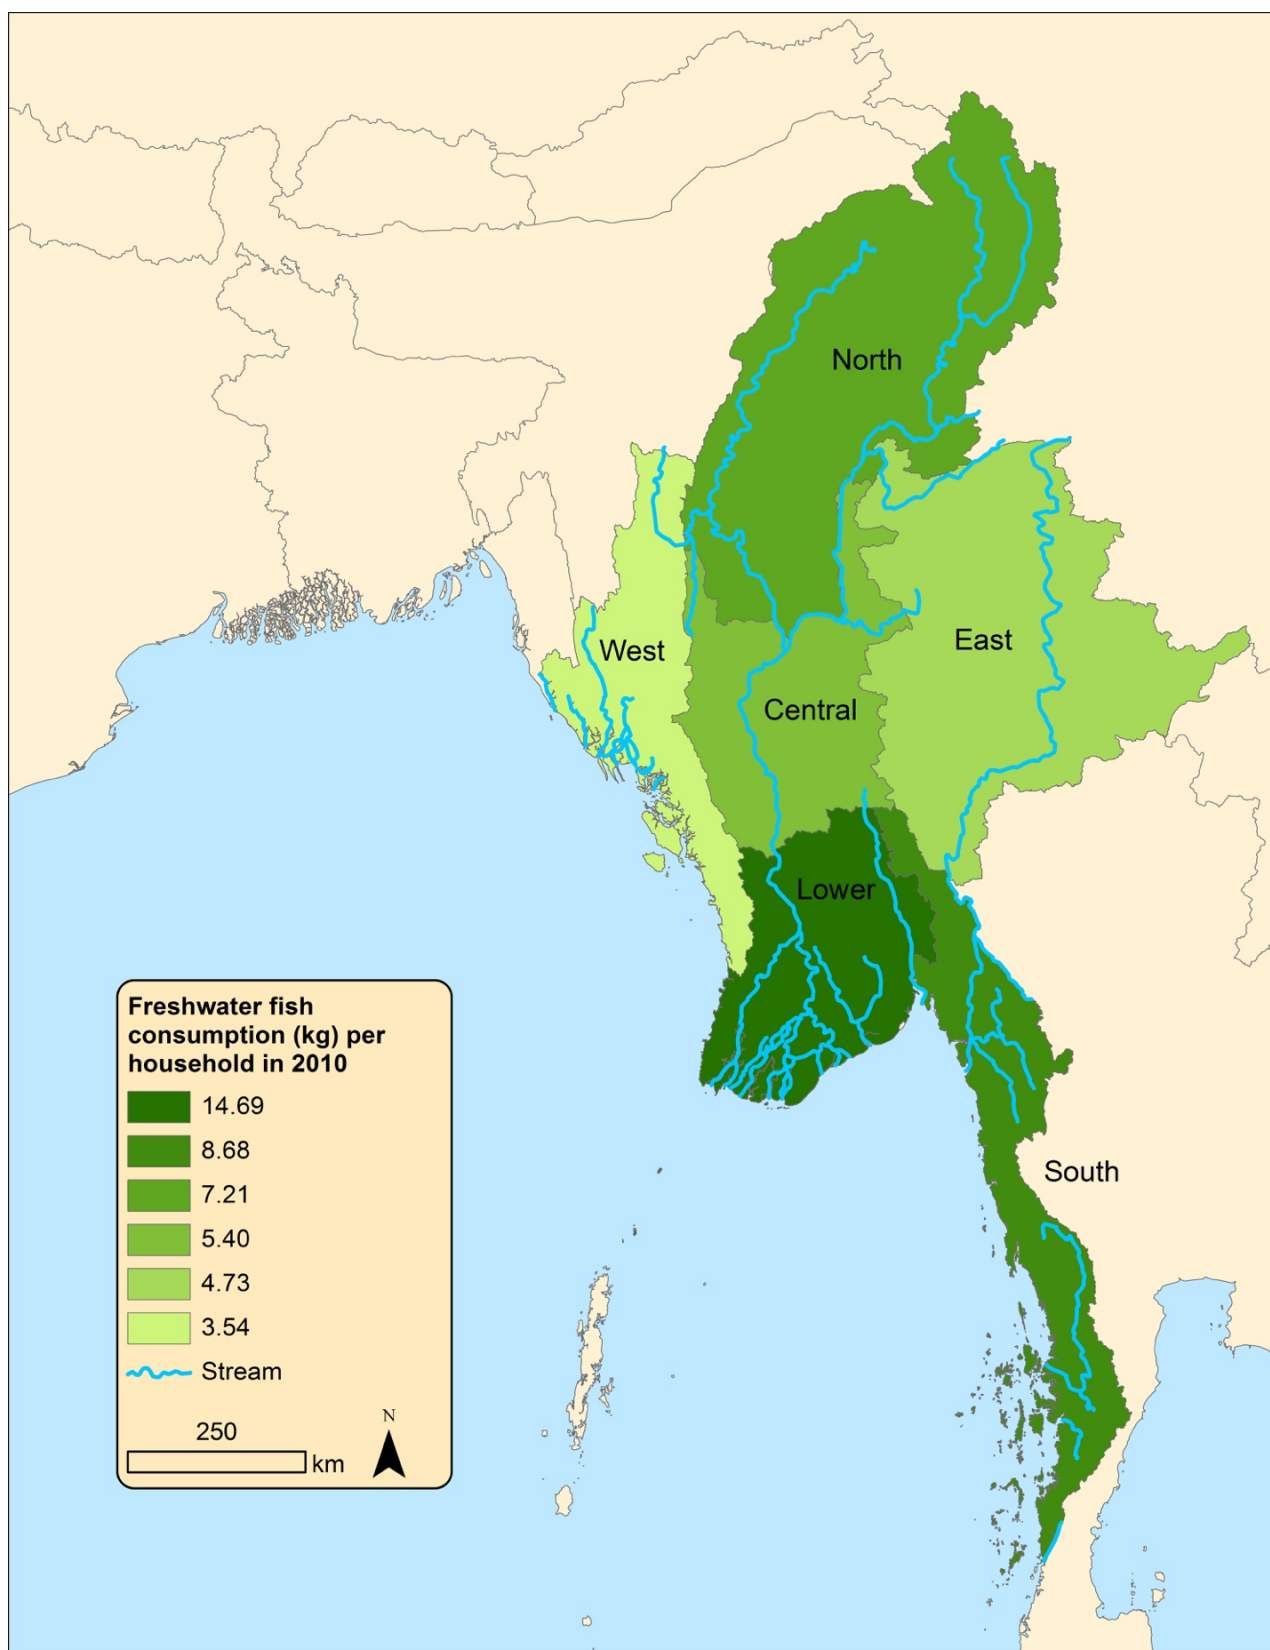 North
West
East
Central
Lower
South
Freshwater fish
consumption (kg) per
household in 2010
14.69
8.68
7.21
5.40
4.73
3.54
Stream
250
km
N